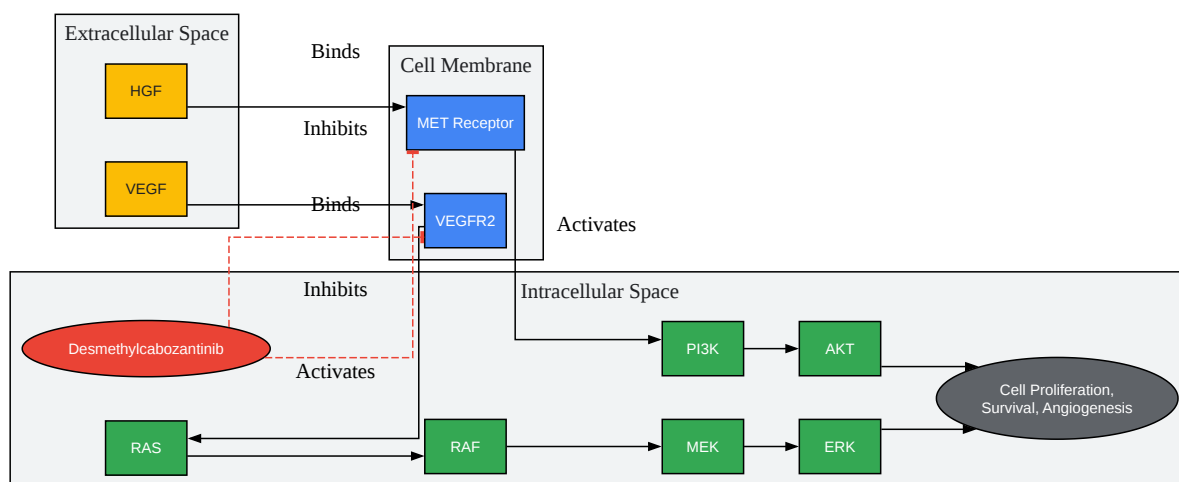 Extracellular Space
Binds
Cell Membrane
HGF
MET Receptor
Inhibits
VEGF
Binds
VEGFR2
Activates
Inhibits
Intracellular Space
Desmethylcabozantinib
PI3K
AKT
Activates
Cell Proliferation,
Survival, Angiogenesis
RAS
RAF
MEK
ERK